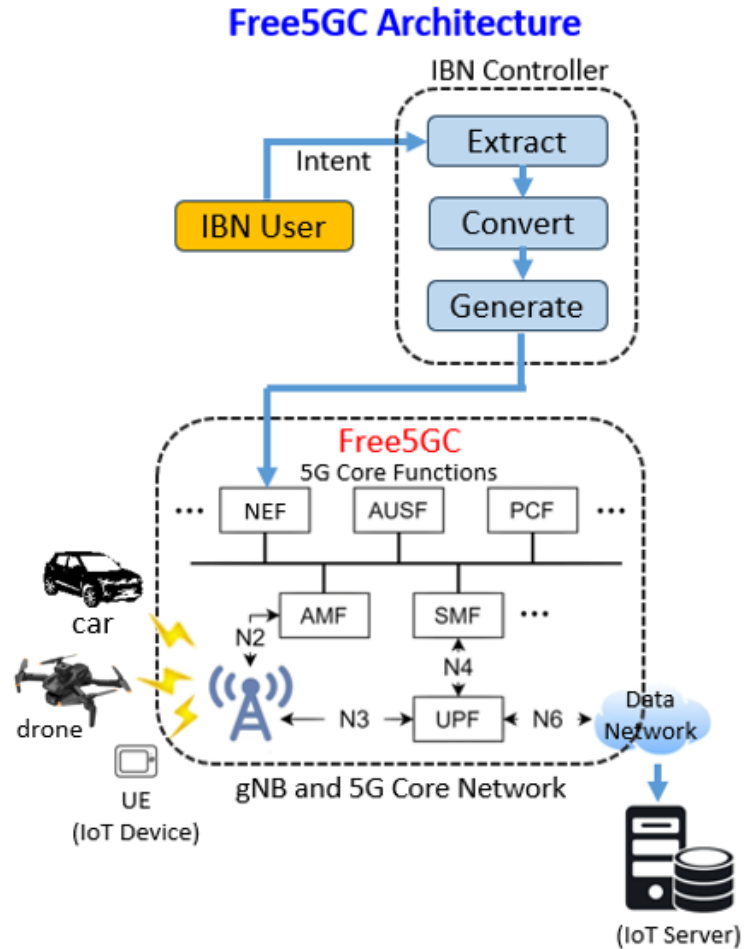 Free5GC Architecture
IBN Controller
Extract
Intent
IBN User
Convert
Generate
Free5GC
5G Core Functions
... NEF AUSF PCF ...
car
AMF SMF ...
N2
N4
drone
N3 UPF N6
Data
Network
gNB and 5G Core Network
UE
(IoT Device)
(IoT Server)